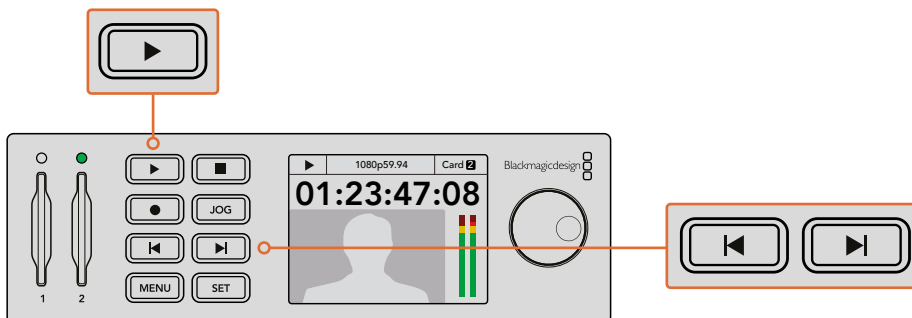 1080p59.94
Card 2
Blackmagicdesign
01:23:47:08
JOG
MENU
SET
1
2